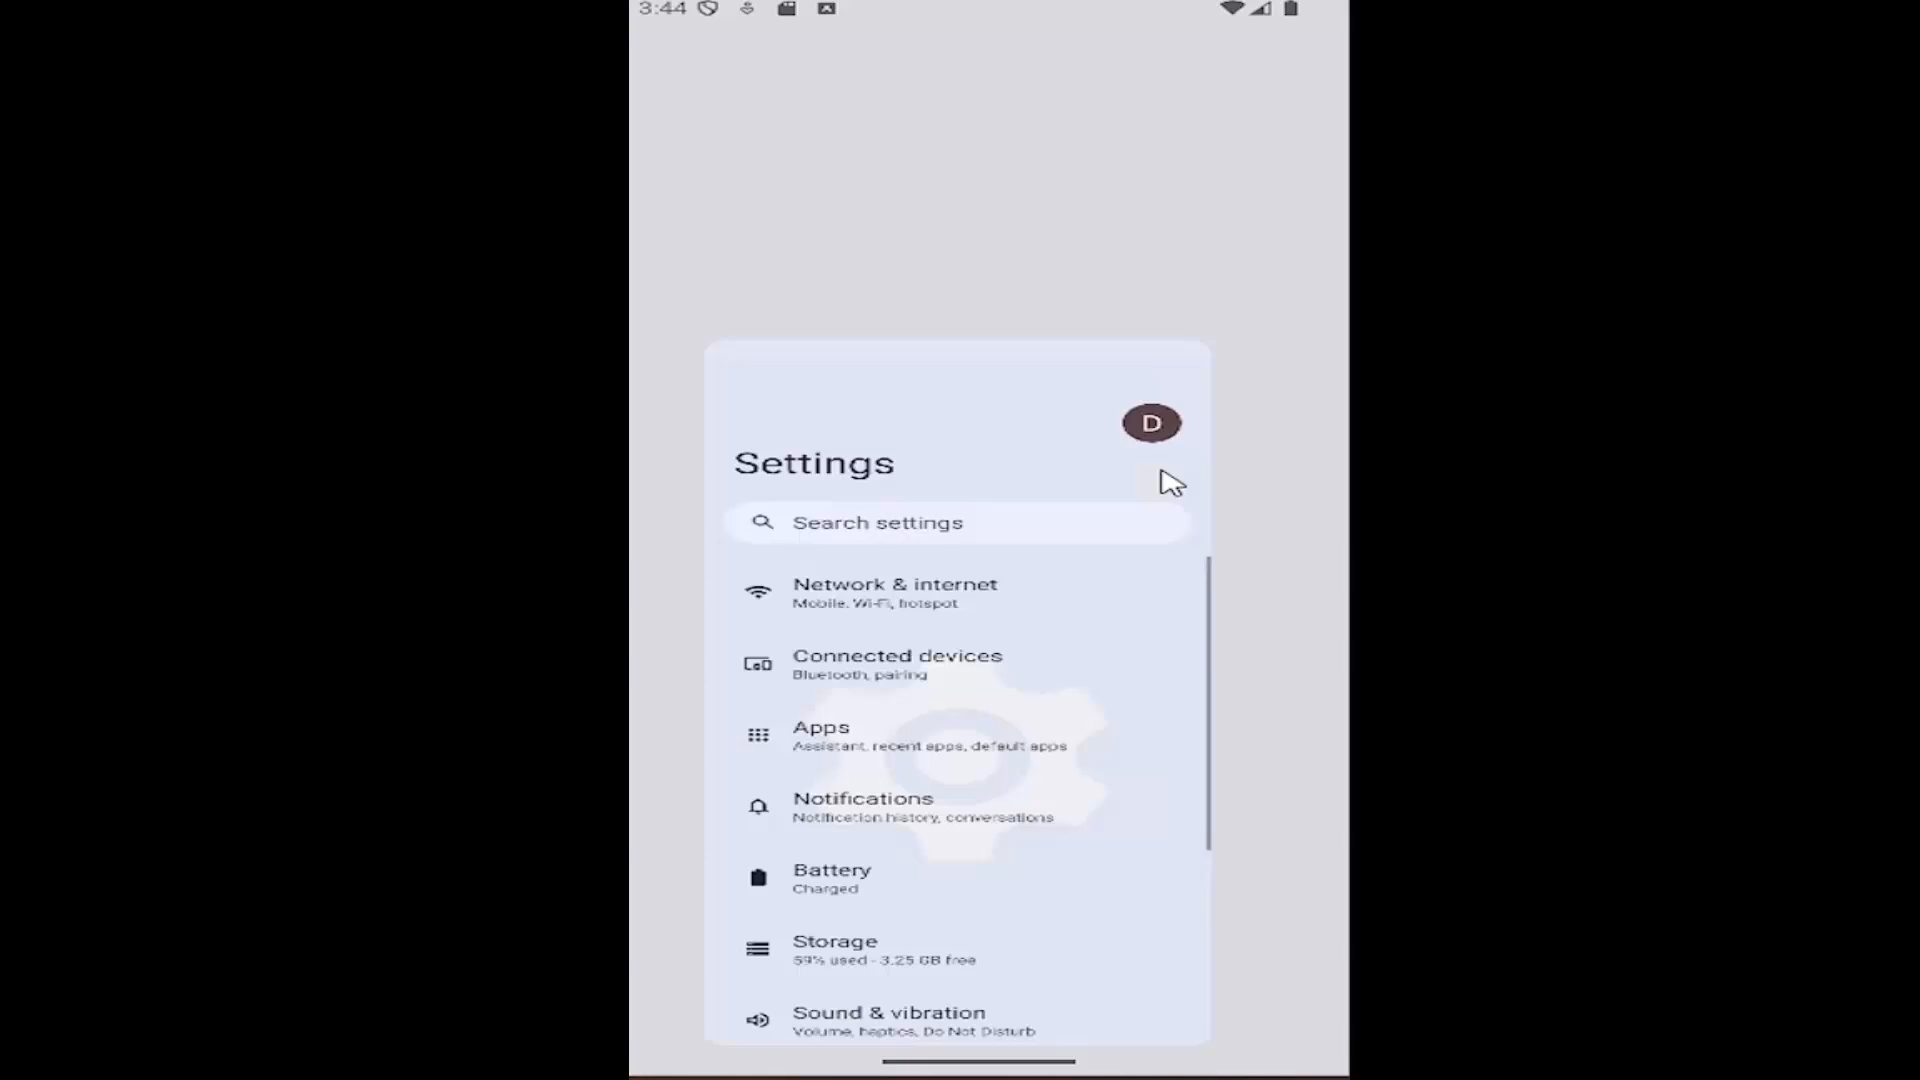 3:44
D
Settings
Search settings
Network & internet
Mobile, Wi-Fi, hotspot
Connected devices
Bluetooth, pairing
Apps
Assistant, recent apps, default apps
Notifications
Notification history, conversations
Battery
Charged
Storage
59% used - 3.25 GB free
Sound & vibration
Volume, haptics, Do Not Disturb